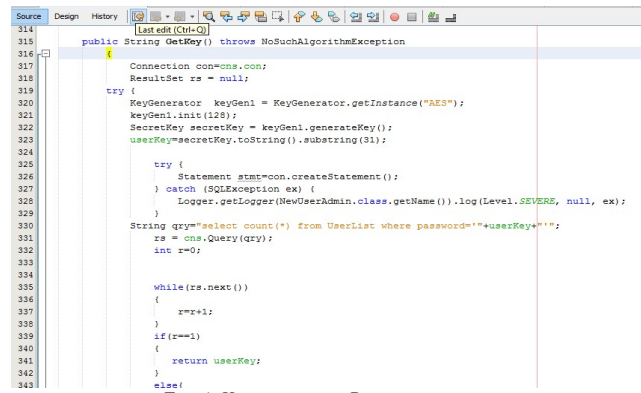 Source Design History
Last edit (Ctrl+Q)
314
315 public String GetKey() throws NoSuchAlgorithmException
316 {
317 Connection con=cns.con;
318 ResultSet rs = null;
319 try {
320 KeyGenerator keyGen1 = KeyGenerator.getInstance("AES");
321 keyGen1.init(128);
322 SecretKey secretKey = keyGen1.generateKey();
323 userKey=secretKey.toString().substring(31);
324
325 try {
326 Statement stmt=con.createStatement();
327 } catch (SQLException ex) {
328 Logger.getLogger(NewUserAdmin.class.getName()).log(Level.SEVERE, null, ex);
329 }
330 String qry="select count(*) from UserList where password='"+userKey+"'";
331 rs = cns.Query(qry);
332 int r=0;
333
334
335 while(rs.next())
336 {
337 r=r+1;
338 }
339 if(r==1)
340 {
341 return userKey;
342 }
343 else{